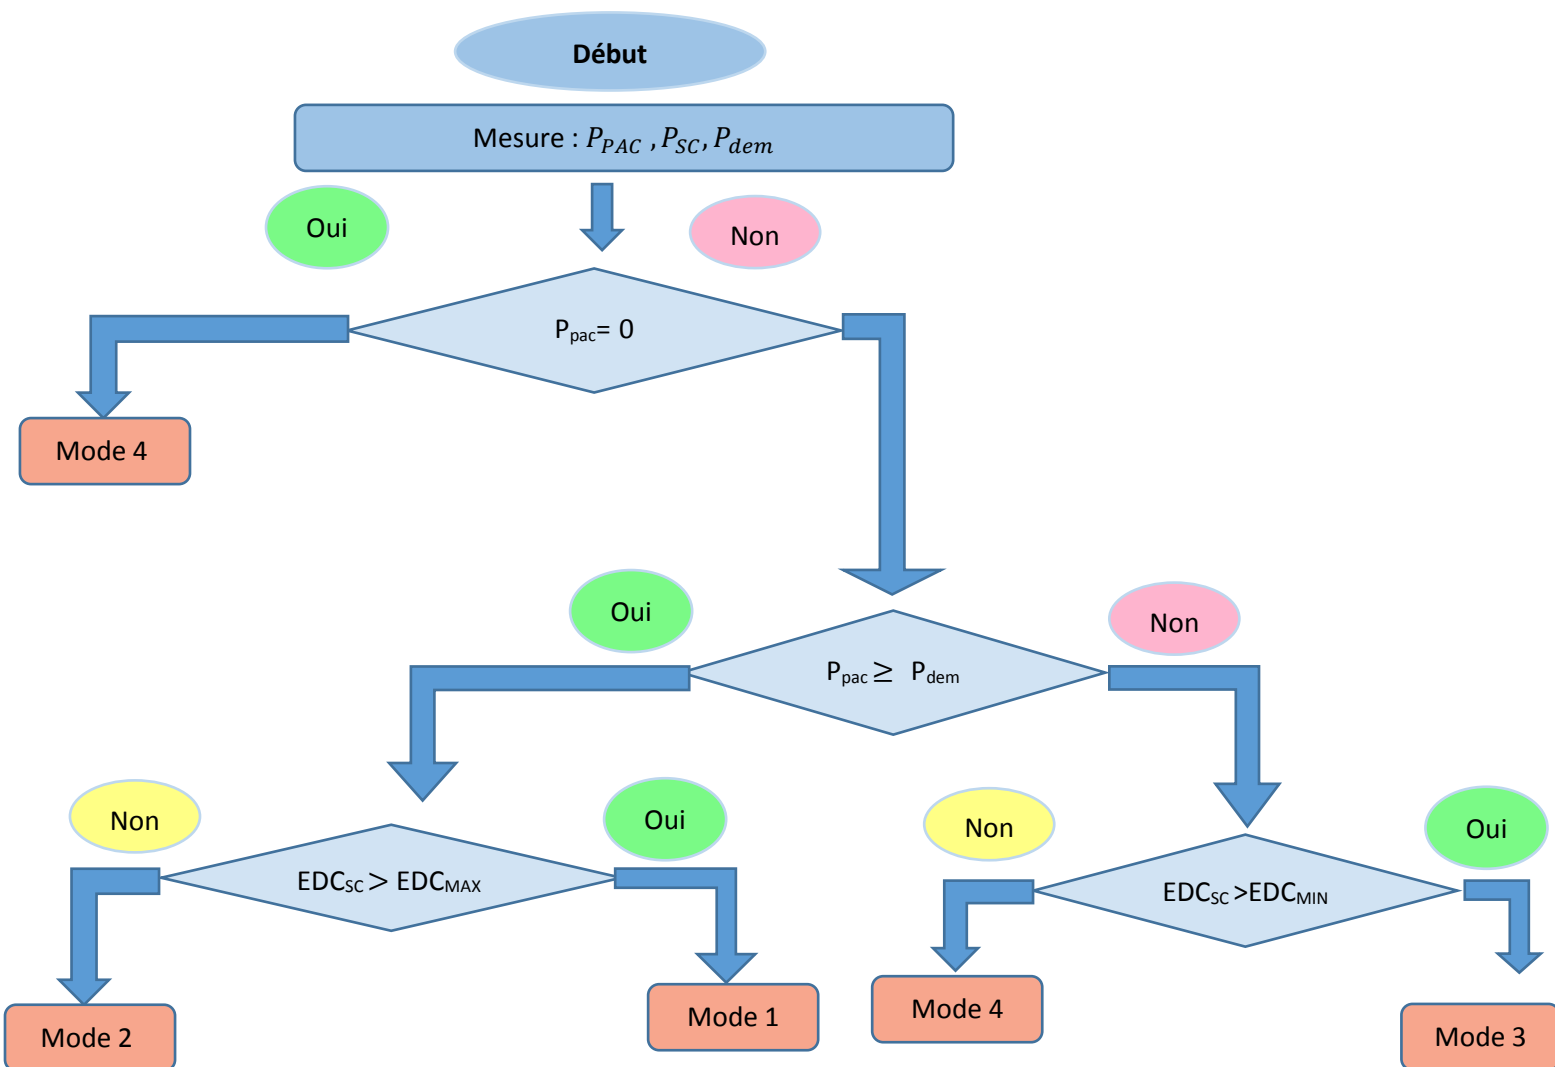 Début
Mesure : P_PAC , P_SC, P_dem
Oui
Non
P_pac= 0
Mode 4
Oui
Non
P_pac ≥ P_dem
Non
Oui
Non
Oui
EDC_SC > EDC_MAX
EDC_SC >EDC_MIN
Mode 2
Mode 1
Mode 4
Mode 3